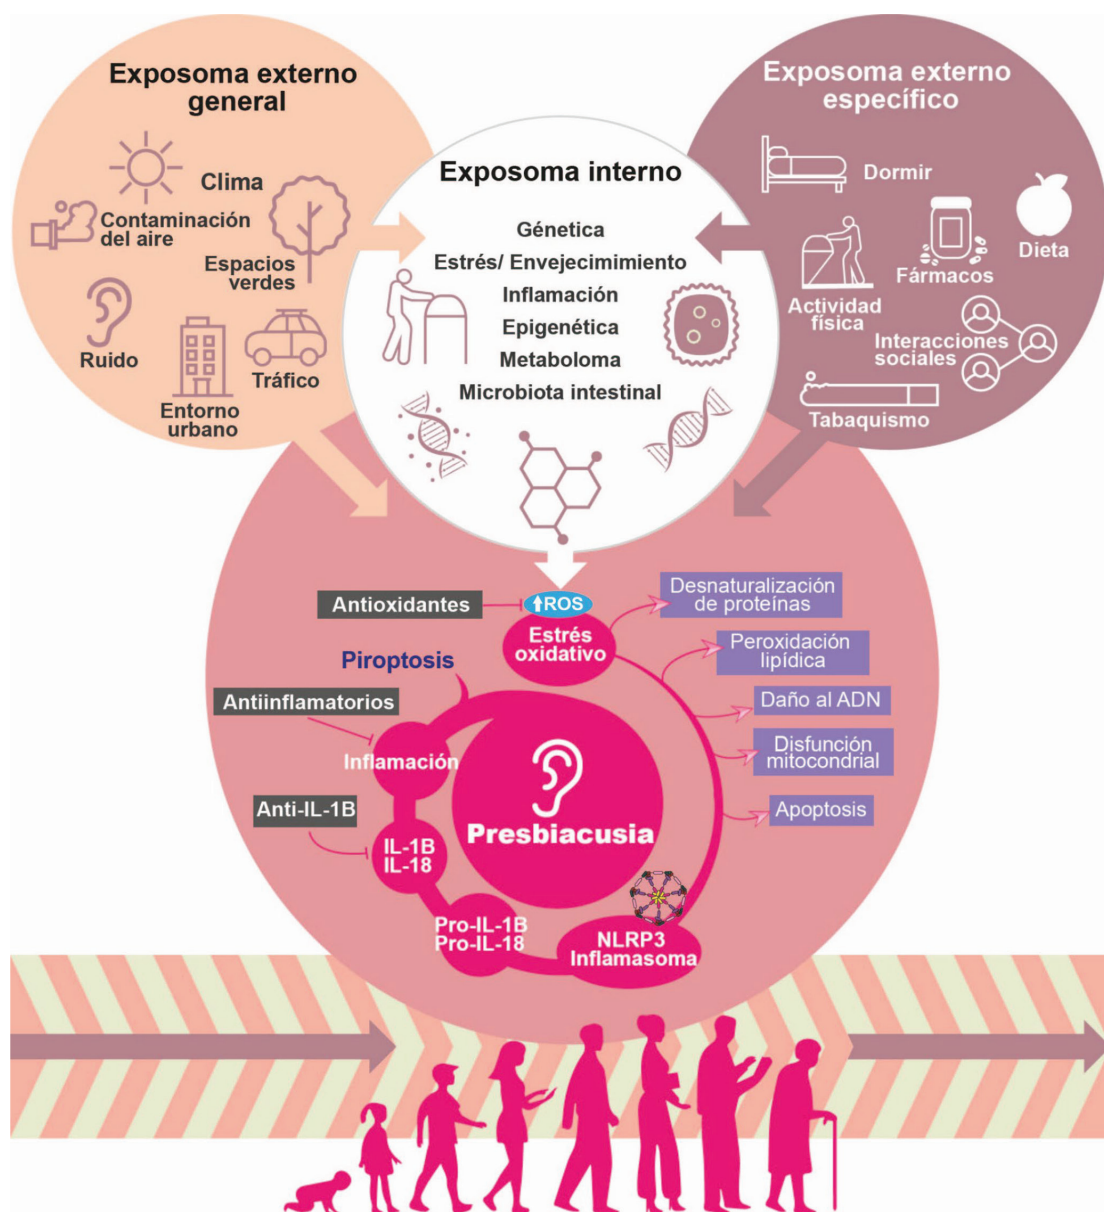 Exposoma externo
general
Clima
Contaminación
del aire
Espacios
verdes
Ruido
Tráfico
Entorno
urbano
Exposoma interno
Génetica
Estrés/ Envejecimimiento
Inflamación
Epigenética
Metaboloma
Microbiota intestinal
Exposoma externo
específico
Dormir
Dieta
Fármacos
Actividad
física
Interacciones
sociales
Tabaquismo
Antioxidantes
ROS
Estrés
oxidativo
Desnaturalización
de proteínas
Peroxidación
lipídica
Daño al ADN
Disfunción
mitocondrial
Apoptosis
Piroptosis
Antiinflamatorios
Inflamación
Anti-IL-1B
IL-1B
IL-18
Presbiacusia
Pro-IL-1B
Pro-IL-18
NLRP3
Inflamasoma